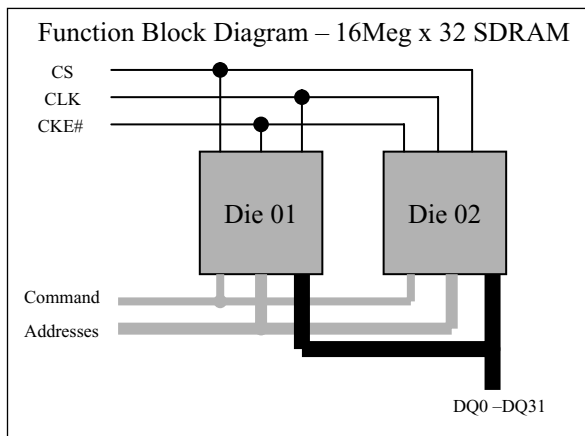 Function Block Diagram – 16Meg x 32 SDRAM
CS
CLK
CKE#
Die 01
Die 02
Command
Addresses
DQ0 –DQ31